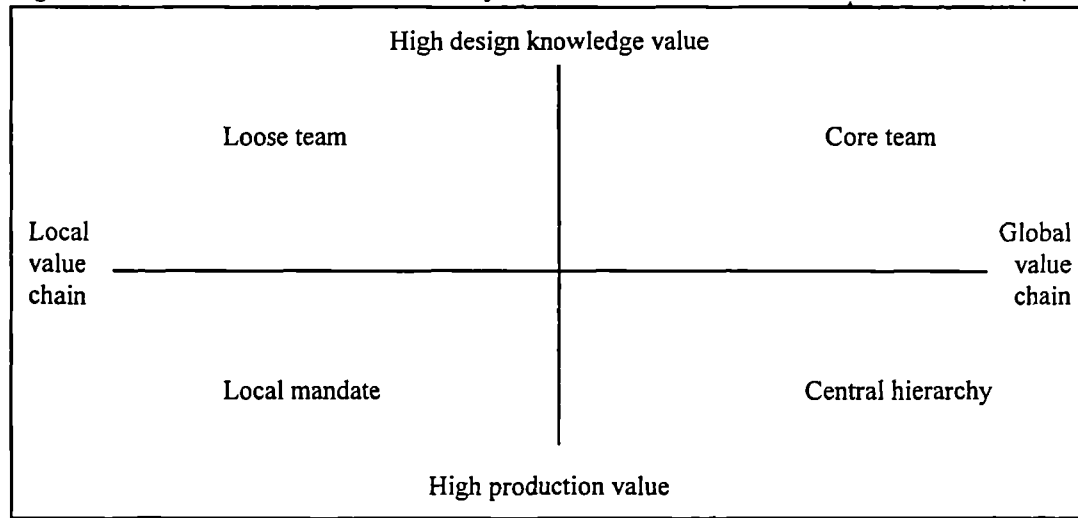 High design knowledge value
Loose team Core team
Local Global
value value
chain chain
Local mandate Central hierarchy
High production value